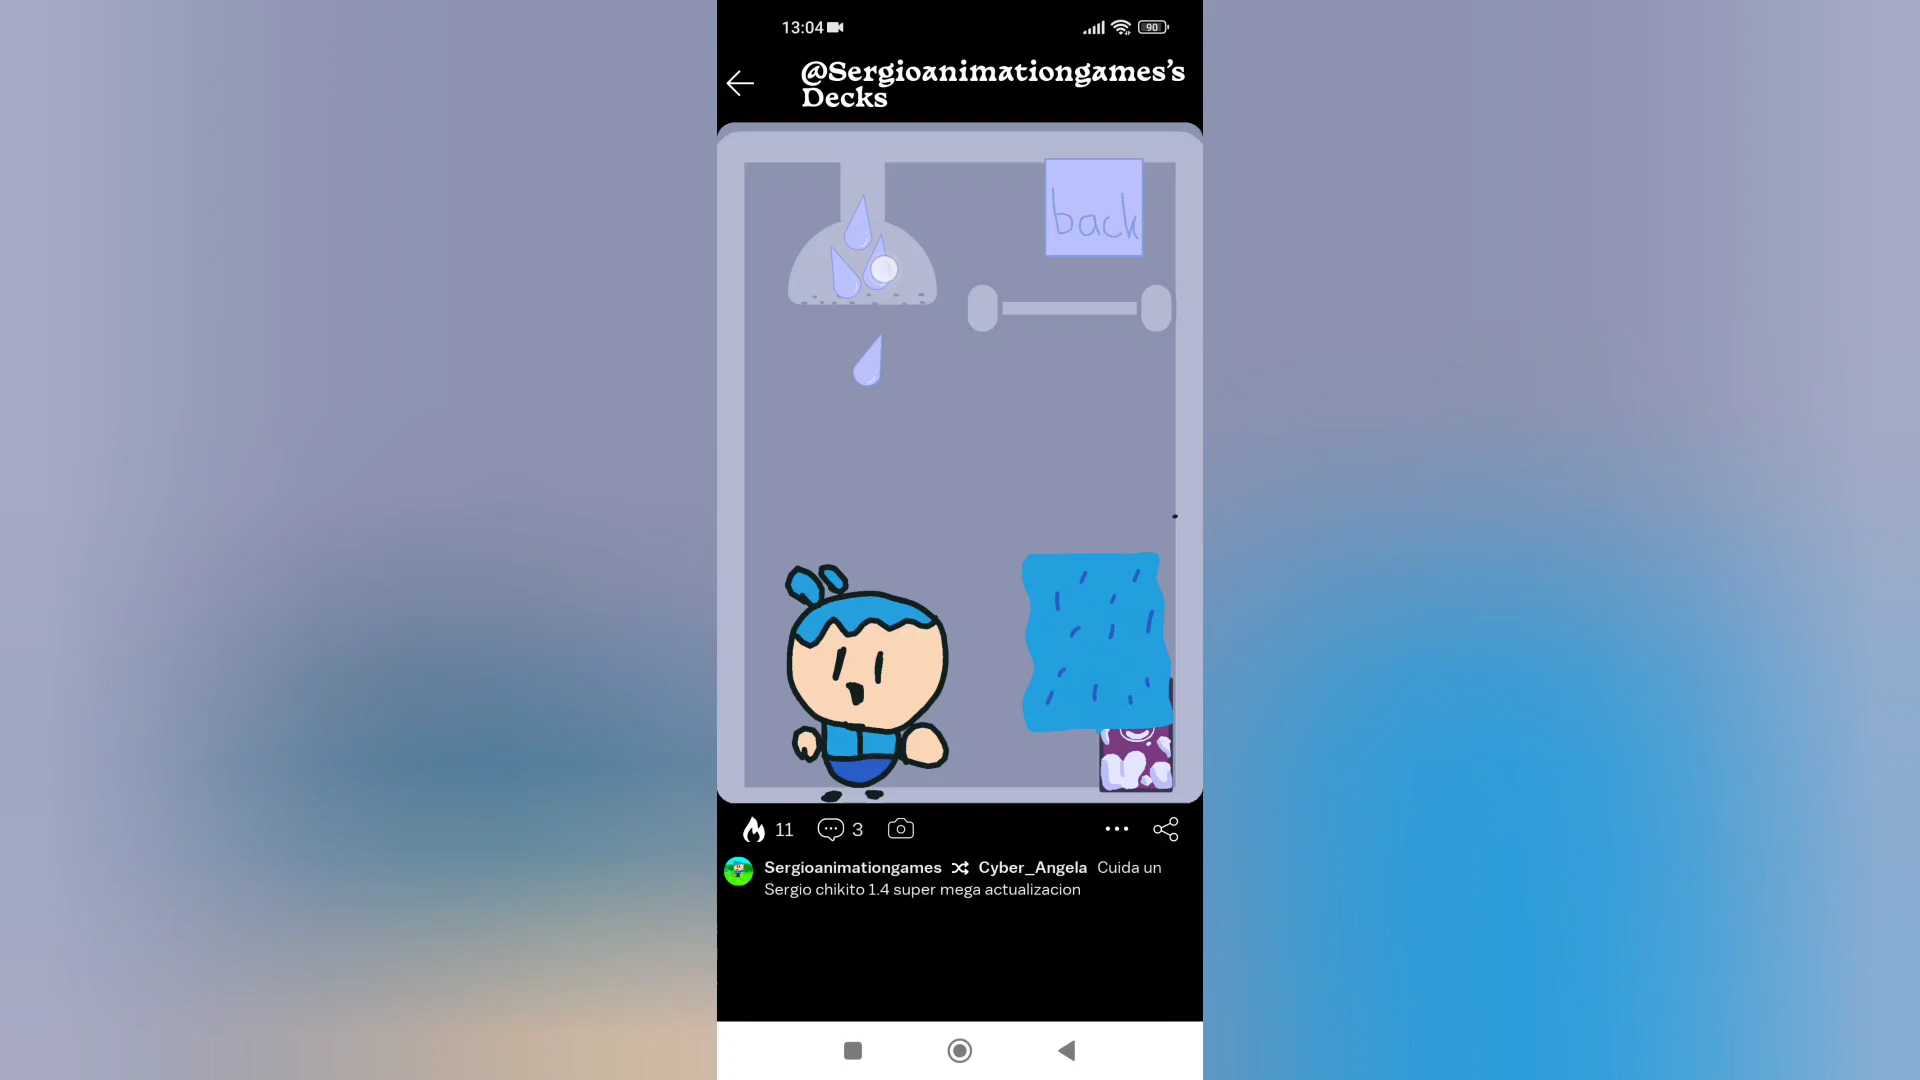 13:04
90
@Sergioanimationgames's
Decks
back
11
3
Sergioanimationgames Cyber_Angela Cuida un
Sergio chikito 1.4 super mega actualizacion